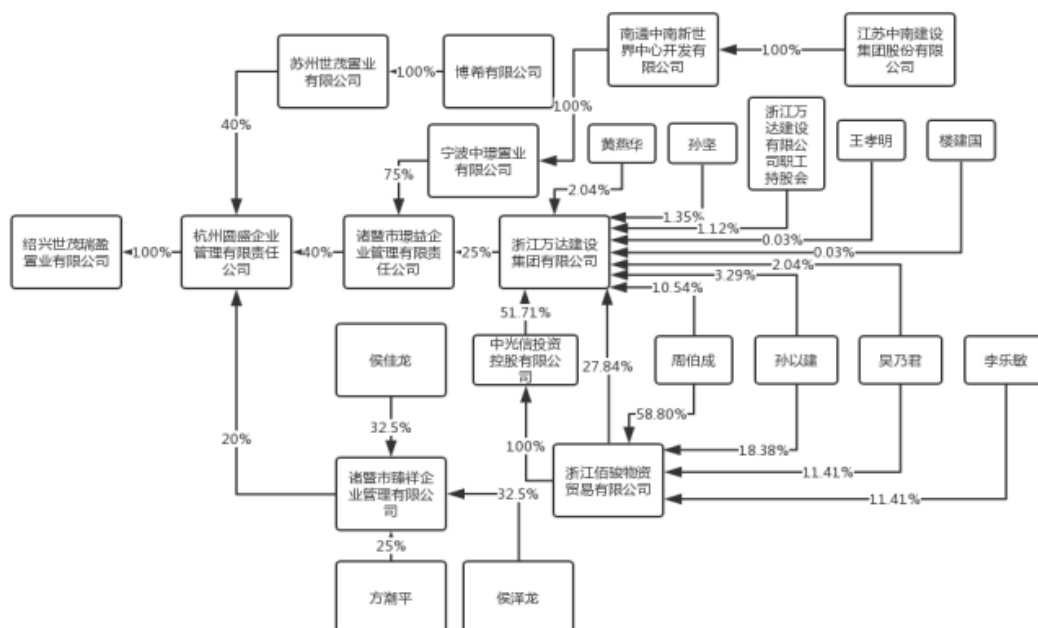 南通中南新世
界中心开发有
限公司
100%
江苏中南建设
集团股份有限
公司
苏州世茂置业
有限公司
100%
博希有限公司
100%
40%
宁波中璟置业
有限公司
75%
黄燕华
2.04%
孙坚
1.35%
浙江万
达建设
有限公
司职工
持股会
1.12%
王孝明
0.03%
楼建国
0.03%
绍兴世茂瑞盈
置业有限公司
100%
杭州圆盛企业
管理有限责任
公司
40%
诸暨市璟益企
业管理有限责
任公司
25%
浙江万达建设
集团有限公司
2.04%
3.29%
10.54%
51.71%
中光信投资
控股有限公
司
27.84%
周伯成
孙以建
吴乃君
李乐敏
侯佳龙
32.5%
58.80%
18.38%
11.41%
11.41%
20%
100%
诸暨市臻祥企
业管理有限公
司
32.5%
浙江佰骏物资
贸易有限公司
25%
方潮平
侯泽龙